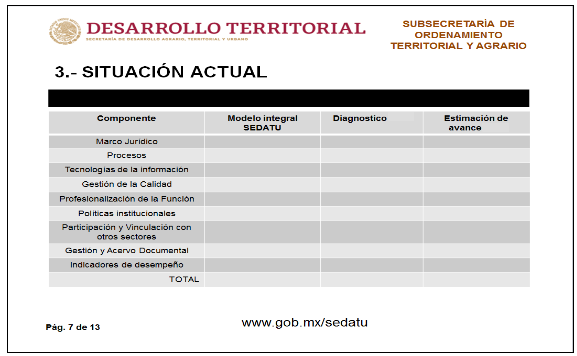 DESARROLLO TERRITORIAL
SECRETARÍA DE DESARROLLO AGRARIO, TERRITORIAL Y URBANO
SUBSECRETARÍA DE
ORDENAMIENTO
TERRITORIAL Y AGRARIO
3.- SITUACIÓN ACTUAL
Componente Modelo integral Diagnostico Estimación de
SEDATU avance
Marco Jurídico
Procesos
Tecnologías de la información
Gestión de la Calidad
Profesionalización de la Función
Políticas institucionales
Participación y Vinculación con
otros sectores
Gestión y Acervo Documental
Indicadores de desempeño
TOTAL
Pág. 7 de 13
www.gob.mx/sedatu